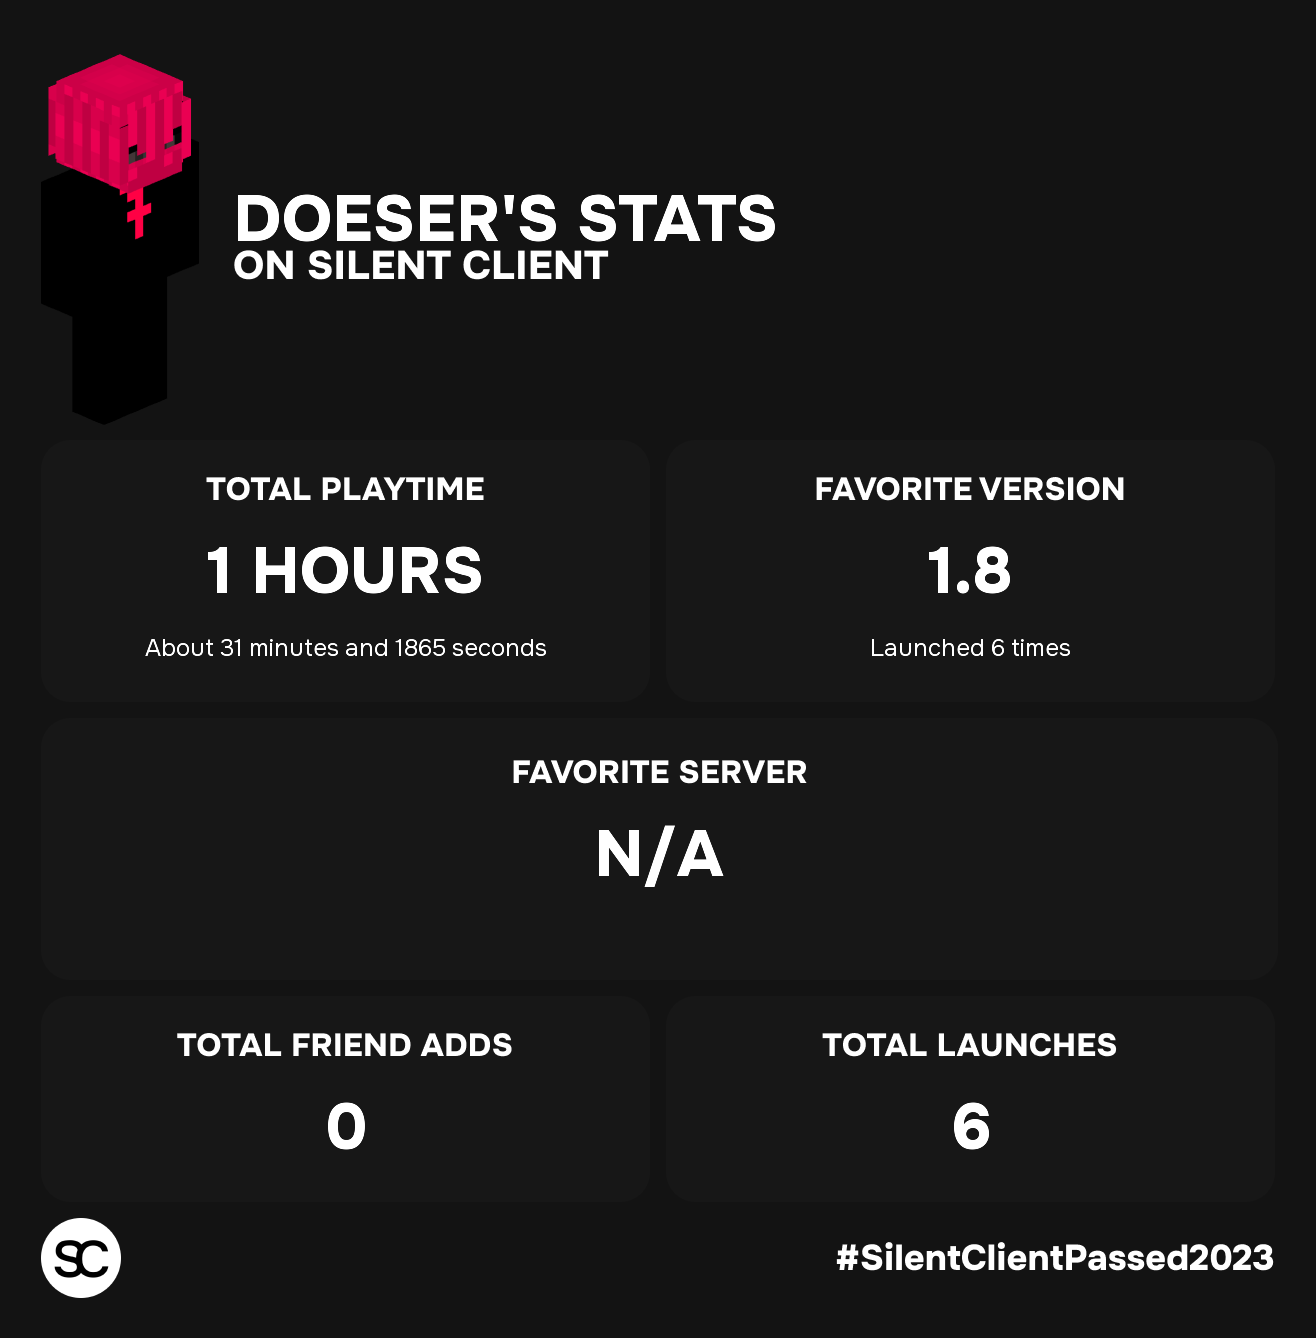 DOESER'S STATS
ON SILENT CLIENT
TOTAL PLAYTIME
1 HOURS
About 31 minutes and 1865 seconds
FAVORITE VERSION
1.8
Launched 6 times
FAVORITE SERVER
N/A
TOTAL FRIEND ADDS
0
TOTAL LAUNCHES
6
SC
#SilentClientPassed2023